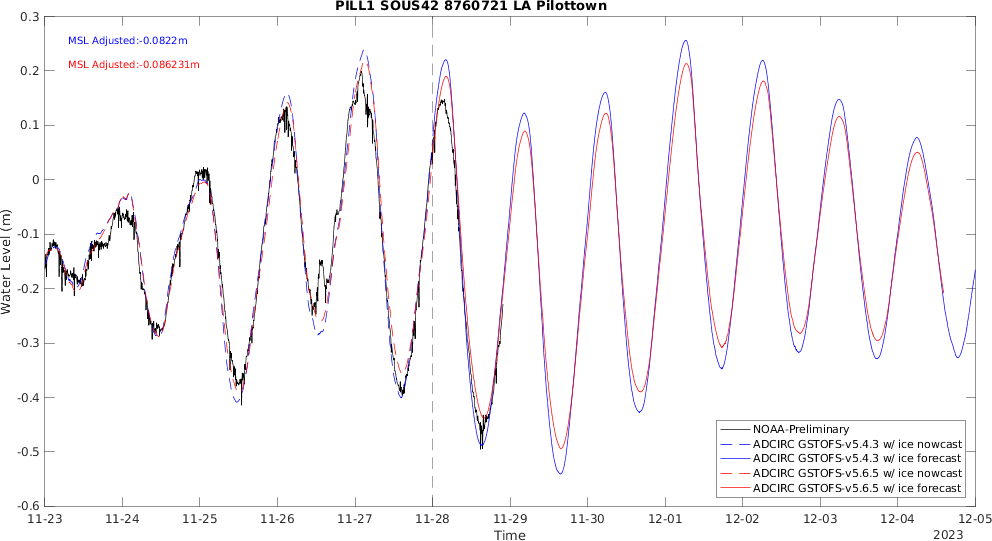 PILL1 SOUS42 8760721 LA Pilottown
MSL Adjusted:-0.0822m
MSL Adjusted:-0.086231m
0.3
0.2
0.1
0
-0.1
-0.2
-0.3
-0.4
-0.5
-0.6
Water Level (m)
NOAA-Preliminary
ADCIRC GSTOFS-v5.4.3 w/ ice nowcast
ADCIRC GSTOFS-v5.4.3 w/ ice forecast
ADCIRC GSTOFS-v5.6.5 w/ ice nowcast
ADCIRC GSTOFS-v5.6.5 w/ ice forecast
11-23 11-24 11-25 11-26 11-27 11-28 11-29 11-30 12-01 12-02 12-03 12-04 12-05
Time
2023